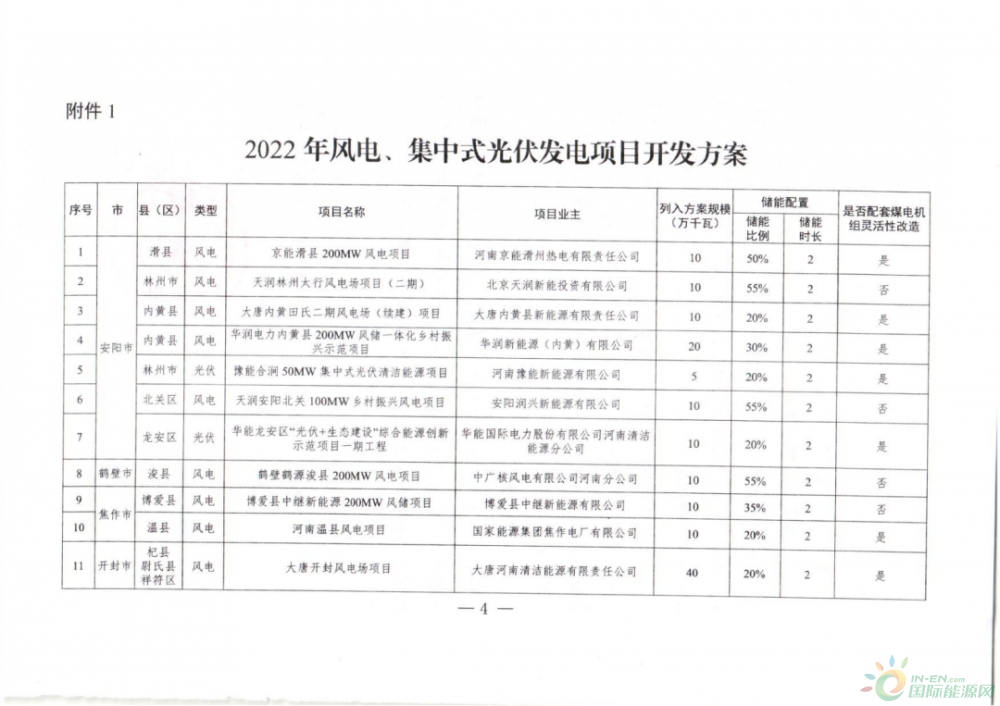 附件 1
2022 年风电、集中式光伏发电项目开发方案
序号 市 县（区） 类型 项目名称 项目业主 列入方案规模（万千瓦） 储能配置 储能比例 储能时长 是否配套煤电机组灵活性改造
1 安阳市 滑县 风电 京能滑县 200MW 风电项目 河南京能滑州热电有限责任公司 10 50% 2 是
2 林州市 风电 天润林州太行风电场项目（二期） 北京天润新能投资有限公司 10 55% 2 否
3 内黄县 风电 大唐内黄田氏二期风电场（续建）项目 大唐内黄县新能源有限责任公司 10 20% 2 是
4 内黄县 风电 华润电力内黄县 200MW 风储一体化乡村振兴示范项目 华润新能源（内黄）有限公司 20 30% 2 是
5 林州市 光伏 豫能合涧 50MW 集中式光伏清洁能源项目 河南豫能新能源有限公司 5 20% 2 是
6 北关区 风电 天润安阳北关 100MW 乡村振兴风电项目 安阳润兴新能源有限公司 10 55% 2 否
7 龙安区 光伏 华能龙安区“光伏+生态建设”综合能源创新示范项目一期工程 华能国际电力股份有限公司河南清洁能源分公司 10 20% 2 是
8 鹤壁市 浚县 风电 鹤壁鹤源浚县 200MW 风电项目 中广核风电有限公司河南分公司 10 55% 2 否
9 焦作市 博爱县 风电 博爱县中继新能源 200MW 风储项目 博爱县中继新能源有限公司 10 35% 2 否
10 温县 风电 河南温县风电项目 国家能源集团焦作电厂有限公司 10 20% 2 是
11 开封市 杞县 尉氏县 祥符区 风电 大唐开封风电场项目 大唐河南清洁能源有限责任公司 40 20% 2 是
— 4 —
IN-EN.com
国际能源网